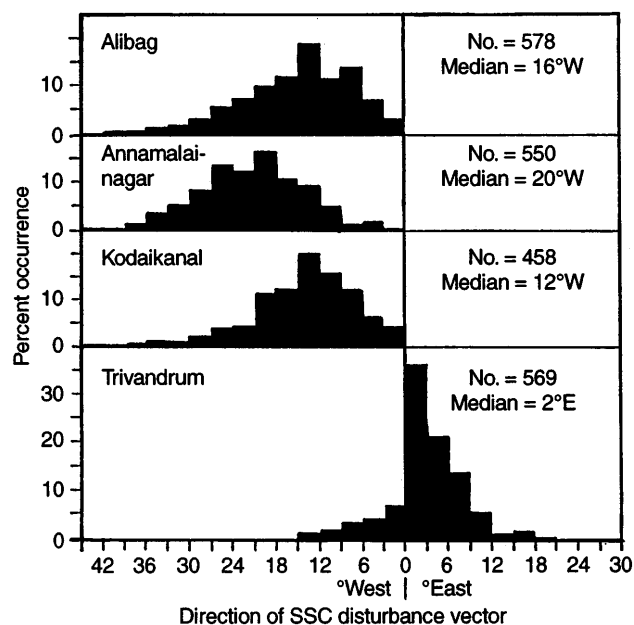 Alibag
No. = 578
Median = 16°W
10
0
Annamalai-
nagar
No. = 550
Median = 20°W
10
0
Kodaikanal
No. = 458
Median = 12°W
10
0
Trivandrum
No. = 569
Median = 2°E
30
20
10
0
Percent occurrence
42 36 30 24 18 12 6 0 6 12 18 24 30
°West | °East
Direction of SSC disturbance vector